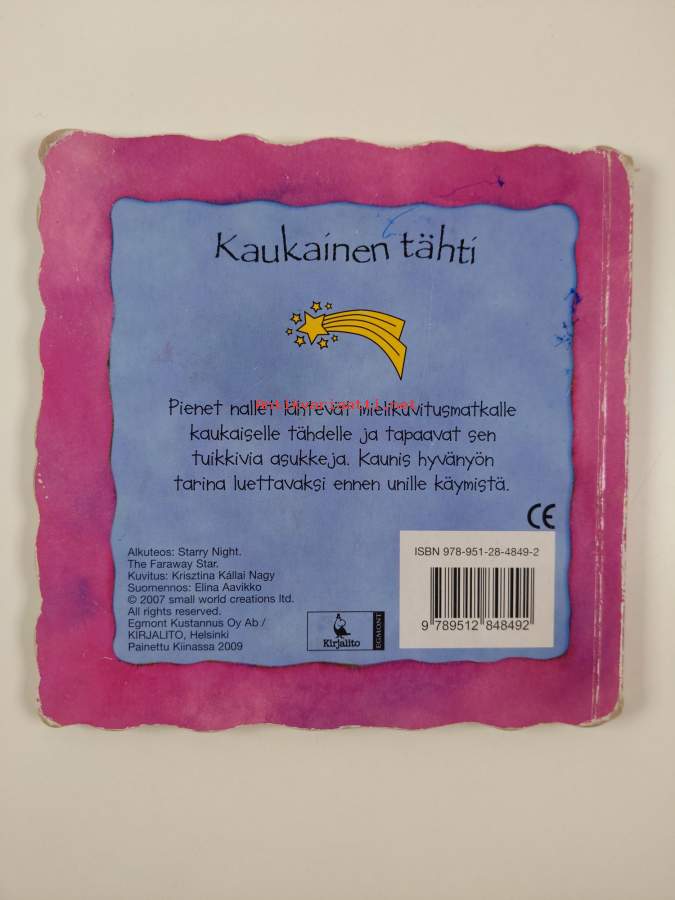 Kaukainen tähti
Pienet nallet lähtevät mielikuvitusmatkalle
Antikvariaatti.net
kaukaiselle tähdelle ja tapaavat sen
tuikkivia asukkeja. Kaunis hyvänyön
tarina luettavaksi ennen unille käymistä.
CE
Alkuteos: Starry Night.
The Faraway Star.
Kuvitus: Krisztina Kállai Nagy
Suomennos: Elina Aavikko
© 2007 small world creations ltd.
All rights reserved.
Egmont Kustannus Oy Ab /
KIRJALITO, Helsinki
Painettu Kiinassa 2009
Kirjalito
EGMONT
ISBN 978-951-28-4849-2
9 789512 848492